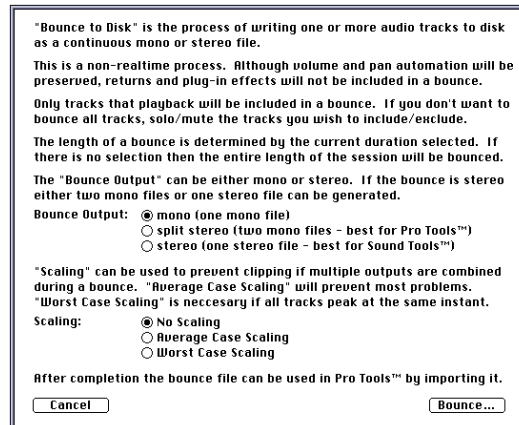 "Bounce to Disk" is the process of writing one or more audio tracks to disk
as a continuous mono or stereo file.
This is a non-realtime process.  Although volume and pan automation will be
preserved, returns and plug-in effects will not be included in a bounce.
Only tracks that playback will be included in a bounce.  If you don't want to
bounce all tracks, solo/mute the tracks you wish to include/exclude.
The length of a bounce is determined by the current duration selected.  If
there is no selection then the entire length of the session will be bounced.
The "Bounce Output" can be either mono or stereo.  If the bounce is stereo
either two mono files or one stereo file can be generated.
Bounce Output: mono (one mono file)
split stereo (two mono files - best for Pro Tools™)
stereo (one stereo file - best for Sound Tools™)
"Scaling" can be used to prevent clipping if multiple outputs are combined
during a bounce.  "Average Case Scaling" will prevent most problems.
"Worst Case Scaling" is neccesary if all tracks peak at the same instant.
Scaling: No Scaling
Average Case Scaling
Worst Case Scaling
After completion the bounce file can be used in Pro Tools™ by importing it.
Cancel Bounce...